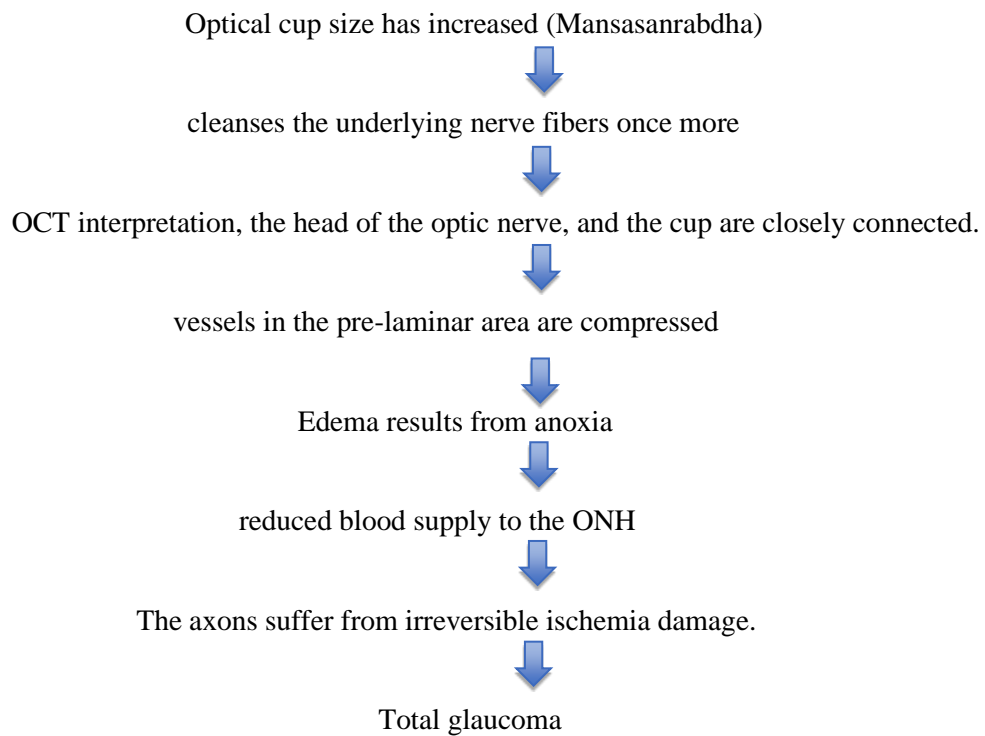 Optical cup size has increased (Mansasanrabdha)
cleanses the underlying nerve fibers once more
OCT interpretation, the head of the optic nerve, and the cup are closely connected.
vessels in the pre-laminar area are compressed
Edema results from anoxia
reduced blood supply to the ONH
The axons suffer from irreversible ischemia damage.
Total glaucoma